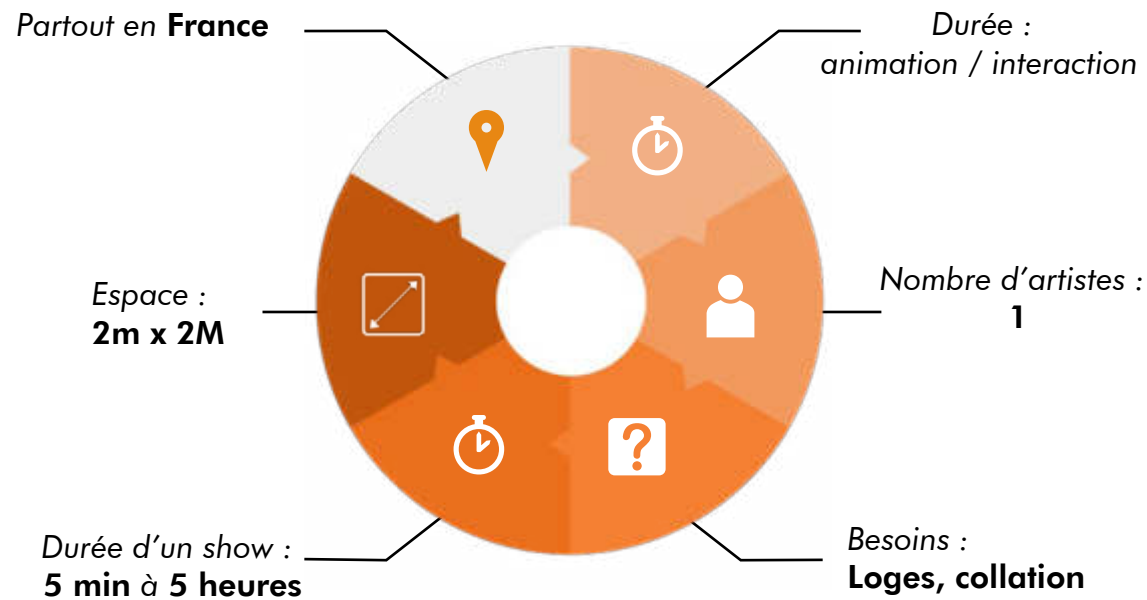 Partout en France
Durée :
animation / interaction
Nombre d'artistes :
1
Espace :
2m x 2M
Durée d'un show :
5 min à 5 heures
Besoins :
Loges, collation
?